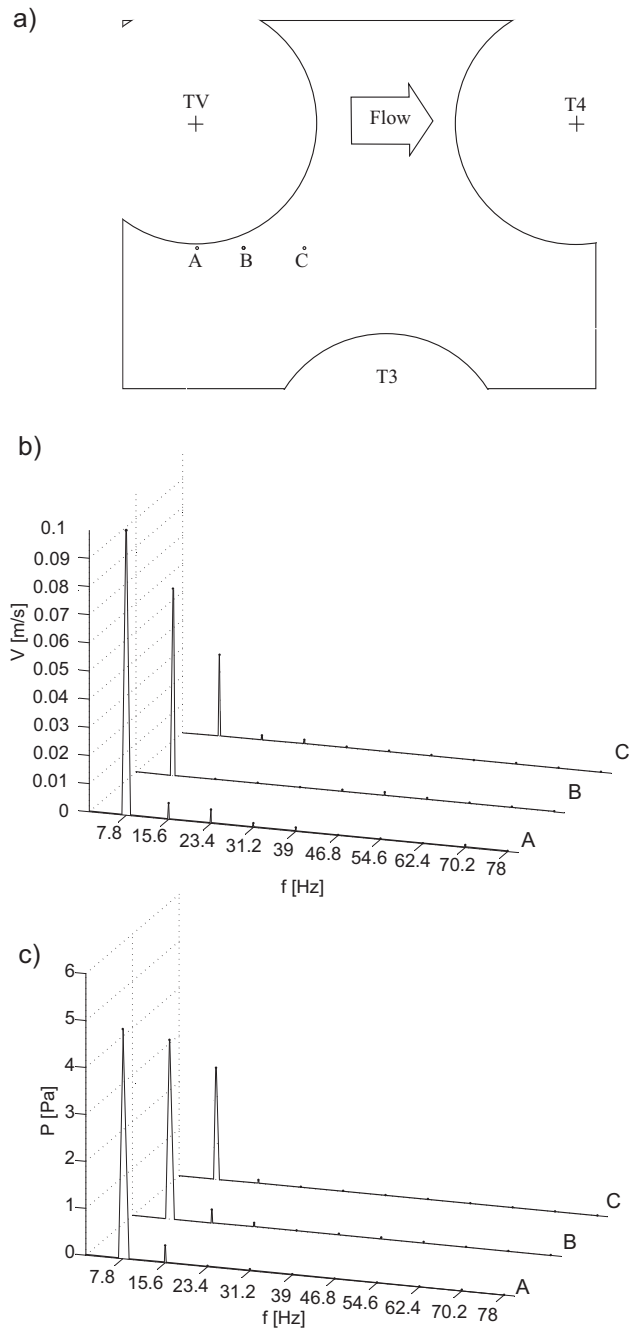 a)
TV
T4
Flow
A
B
C
T3
b)
0.1
0.09
0.08
0.07
0.06
0.05
0.04
0.03
0.02
0.01
0
V [m/s]
7.8
15.6
23.4
31.2
39
46.8
54.6
62.4
70.2
78
f [Hz]
C
B
A
c)
6
5
4
3
2
1
0
P [Pa]
7.8
15.6
23.4
31.2
39
46.8
54.6
62.4
70.2
78
f [Hz]
C
B
A